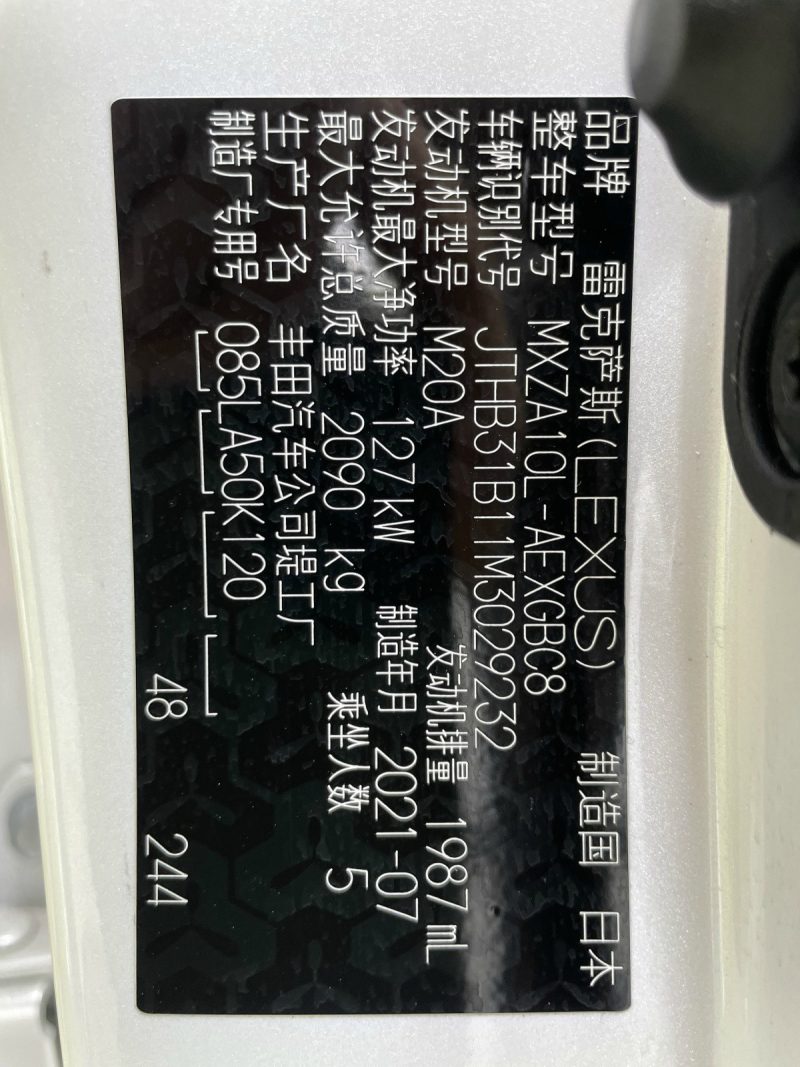 品牌 雷克萨斯(LEXUS) 制造国 日本
整车型号 MXZA10L-AEXGBC8
车辆识别代号 JTHB31B11M3029232
发动机型号 M20A 发动机排量 1987 mL
发动机最大净功率 127 kW 制造年月 2021-07
最大允许总质量 2090 kg 乘坐人数 5
生产厂名 丰田汽车公司堤工厂
制造厂专用号 085LA50K120
48 244